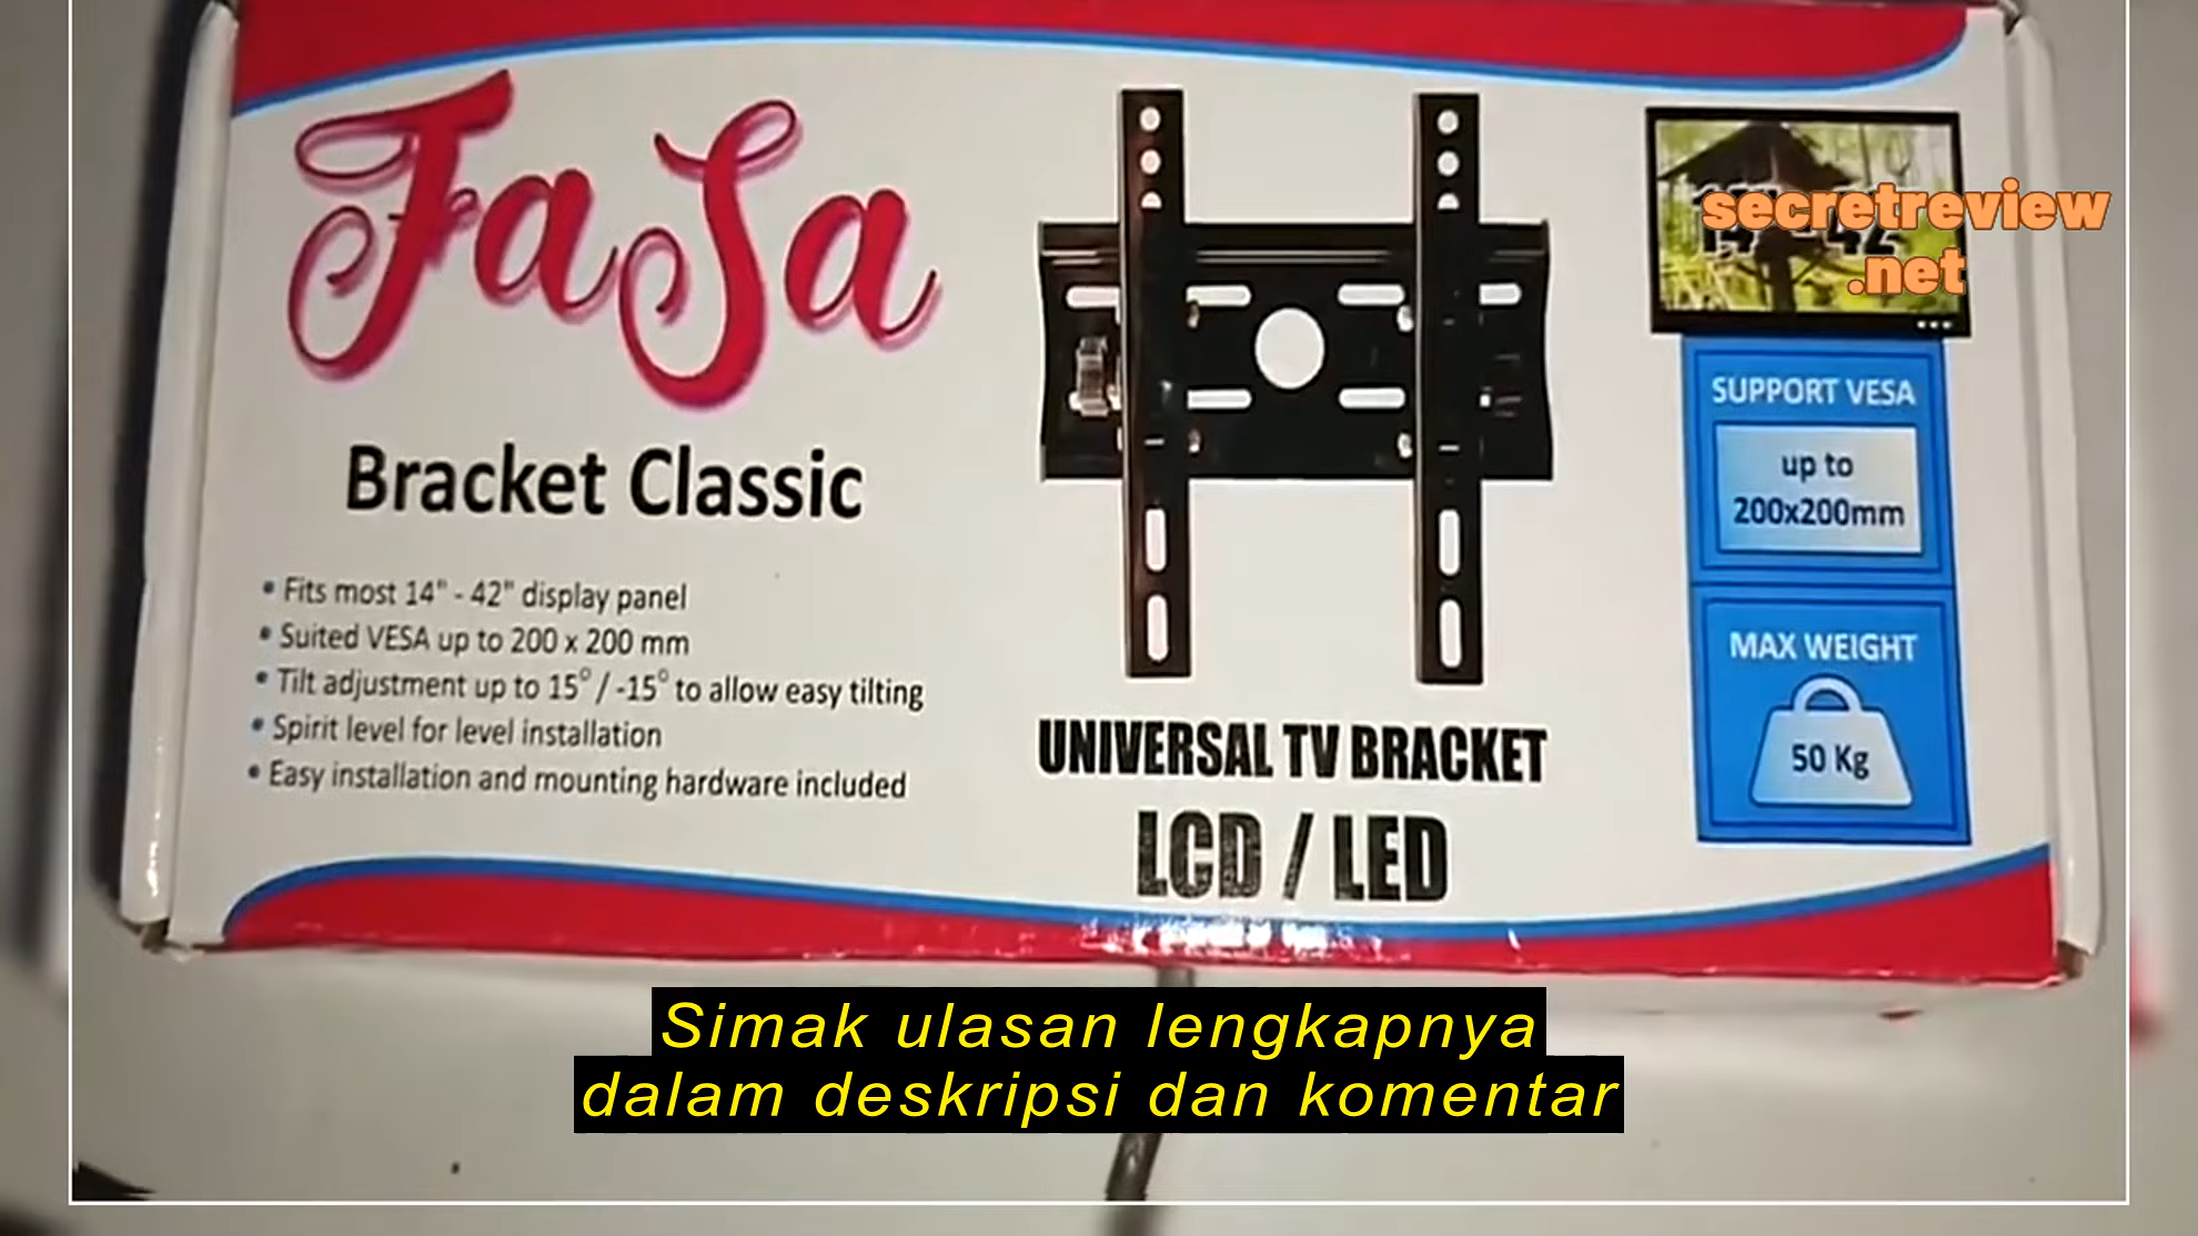 FaSa
Bracket Classic
• Fits most 14" - 42" display panel
• Suited VESA up to 200 x 200 mm
• Tilt adjustment up to 15° / -15° to allow easy tilting
• Spirit level for level installation
• Easy installation and mounting hardware included
UNIVERSAL TV BRACKET
LCD / LED
secretreview
.net
SUPPORT VESA
up to
200x200mm
MAX WEIGHT
50 Kg
Simak ulasan lengkapnya
dalam deskripsi dan komentar